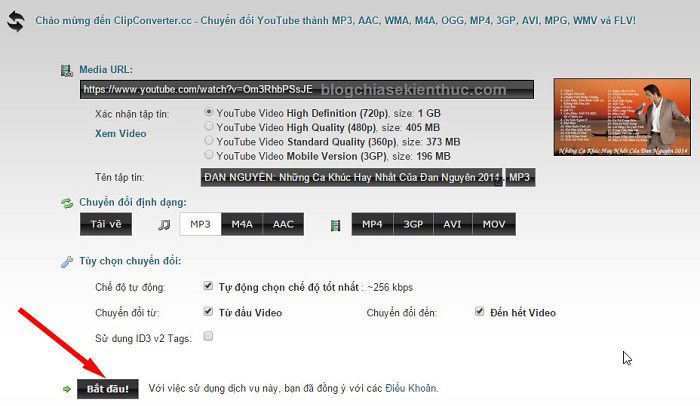 Chào mừng đến ClipConverter.cc - Chuyển đổi YouTube thành MP3, AAC, WMA, M4A, OGG, MP4, 3GP, AVI, MPG, WMV và FLV!
Media URL:
https://www.youtube.com/watch?v=Om3RhbPSsJE
blogchiasekienthuc.com
Xác nhận tập tin:
YouTube Video High Definition (720p), size: 1 GB
Xem Video
YouTube Video High Quality (480p), size: 405 MB
YouTube Video Standard Quality (360p), size: 373 MB
YouTube Video Mobile Version (3GP), size: 196 MB
Những Ca Khúc Hay Nhất Của Đan Nguyên 2014
Tên tập tin:
ĐAN NGUYÊN: Những Ca Khúc Hay Nhất Của Đan Nguyên 2014 . MP3
Chuyển đổi định dạng:
Tải về MP3 M4A AAC MP4 3GP AVI MOV
Tùy chọn chuyển đổi:
Chế độ tự động: Tự động chọn chế độ tốt nhất : ~256 kbps
Chuyển đổi từ: Từ đầu Video Chuyển đổi đến: Đến hết Video
Sử dụng ID3 v2 Tags:
Bắt đầu! Với việc sử dụng dịch vụ này, bạn đã đồng ý với các Điều Khoản.